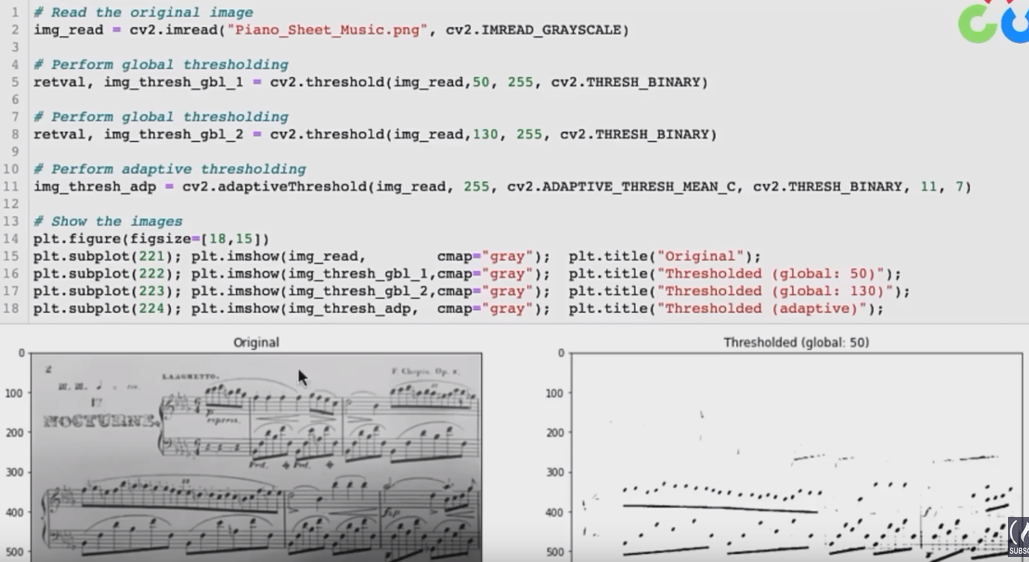 1 # Read the original image
2 img_read = cv2.imread("Piano_Sheet_Music.png", cv2.IMREAD_GRAYSCALE)
3
4 # Perform global thresholding
5 retval, img_thresh_gbl_1 = cv2.threshold(img_read,50, 255, cv2.THRESH_BINARY)
6
7 # Perform global thresholding
8 retval, img_thresh_gbl_2 = cv2.threshold(img_read,130, 255, cv2.THRESH_BINARY)
9
10 # Perform adaptive thresholding
11 img_thresh_adp = cv2.adaptiveThreshold(img_read, 255, cv2.ADAPTIVE_THRESH_MEAN_C, cv2.THRESH_BINARY, 11, 7)
12
13 # Show the images
14 plt.figure(figsize=[18,15])
15 plt.subplot(221); plt.imshow(img_read, cmap="gray"); plt.title("Original");
16 plt.subplot(222); plt.imshow(img_thresh_gbl_1,cmap="gray"); plt.title("Thresholded (global: 50)");
17 plt.subplot(223); plt.imshow(img_thresh_gbl_2,cmap="gray"); plt.title("Thresholded (global: 130)");
18 plt.subplot(224); plt.imshow(img_thresh_adp, cmap="gray"); plt.title("Thresholded (adaptive)");
Original
0
100
200
300
400
500
2
LARGHETTO.
F. Chopin. Op. 9.
NOCTURNE.
Thresholded (global: 50)
0
100
200
300
400
500
SUBSC